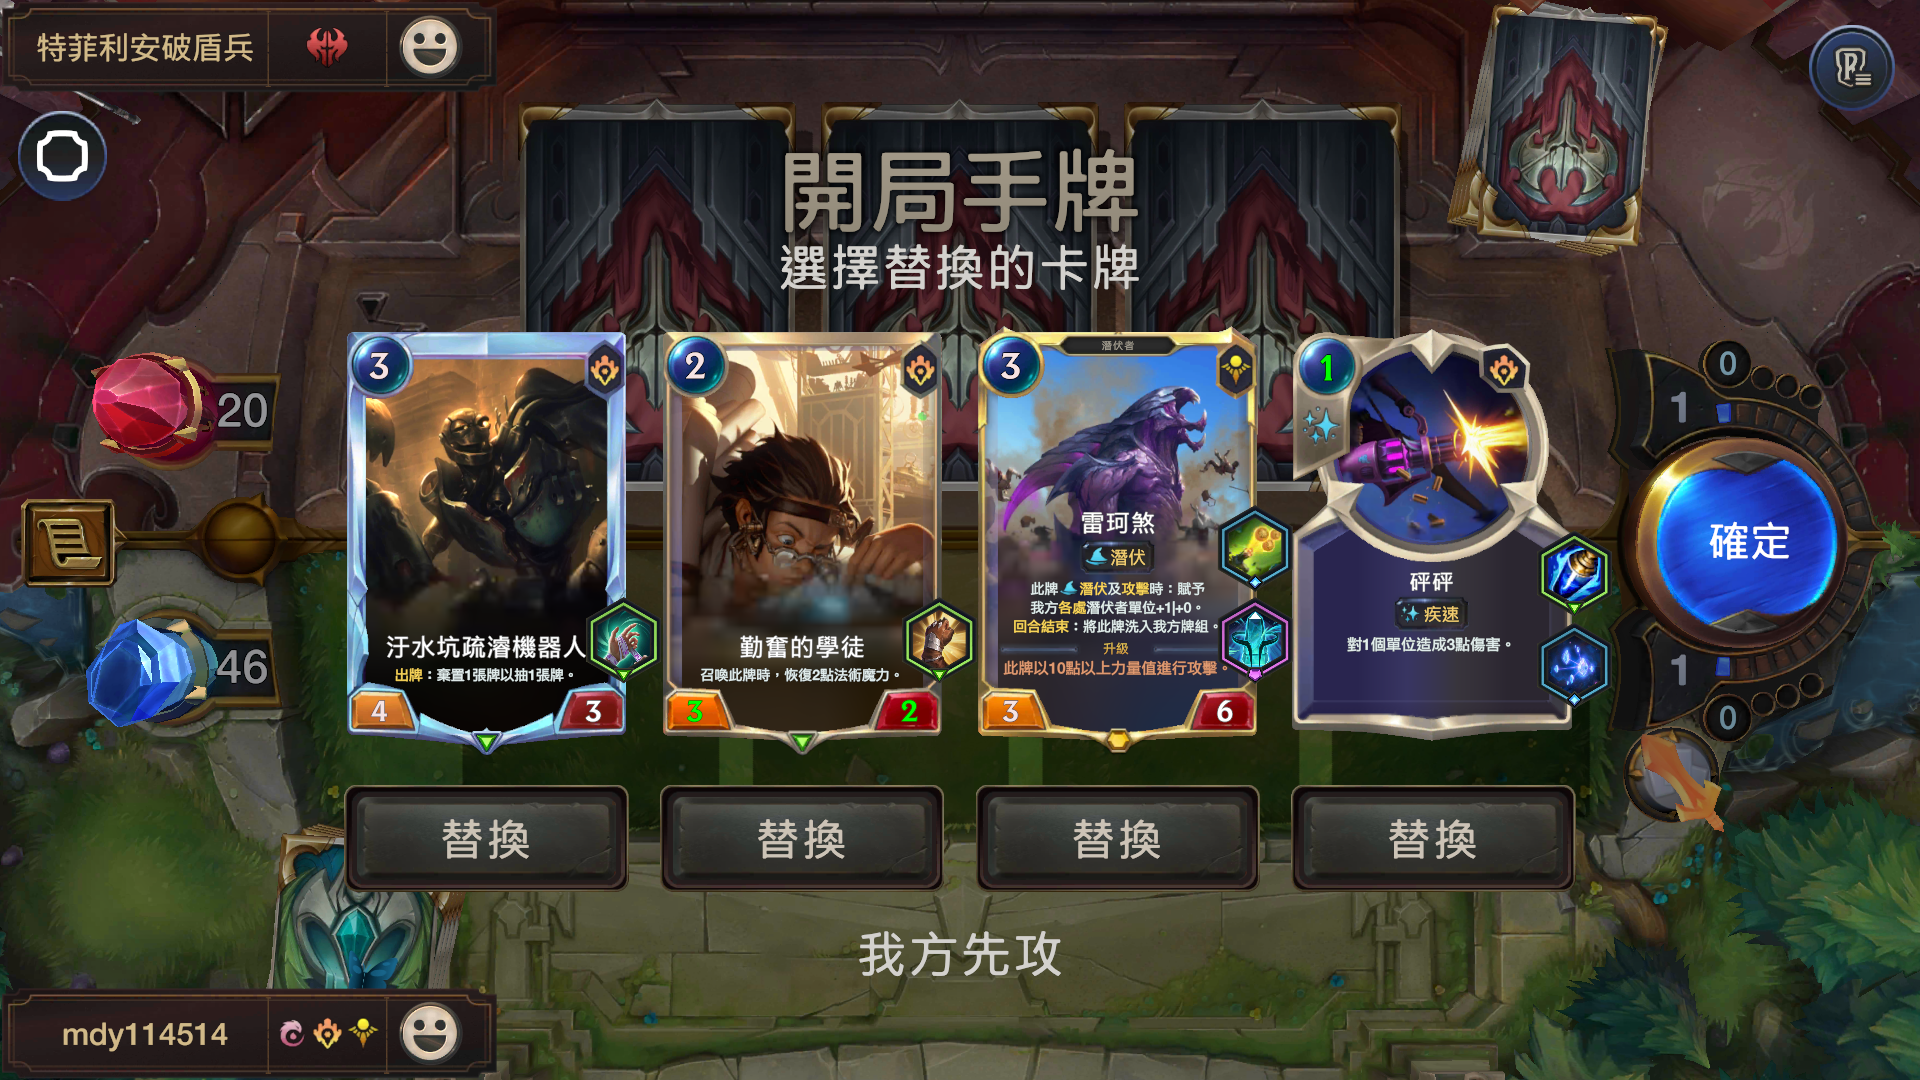 特菲利安破盾兵
開局手牌
選擇替換的卡牌
20
46
0
1
確定
1
0
3
汙水坑疏濬機器人
出牌：棄置1張牌以抽1張牌。
4
3
2
勤奮的學徒
召喚此牌時，恢復2點法術魔力。
3
2
潛伏者
3
雷珂煞
潛伏
此牌潛伏及攻擊時：賦予
我方各處潛伏者單位+1|+0。
回合結束：將此牌洗入我方牌組。
升級
此牌以10點以上力量值進行攻擊。
3
6
1
砰砰
疾速
對1個單位造成3點傷害。
替換
替換
替換
替換
我方先攻
mdy114514